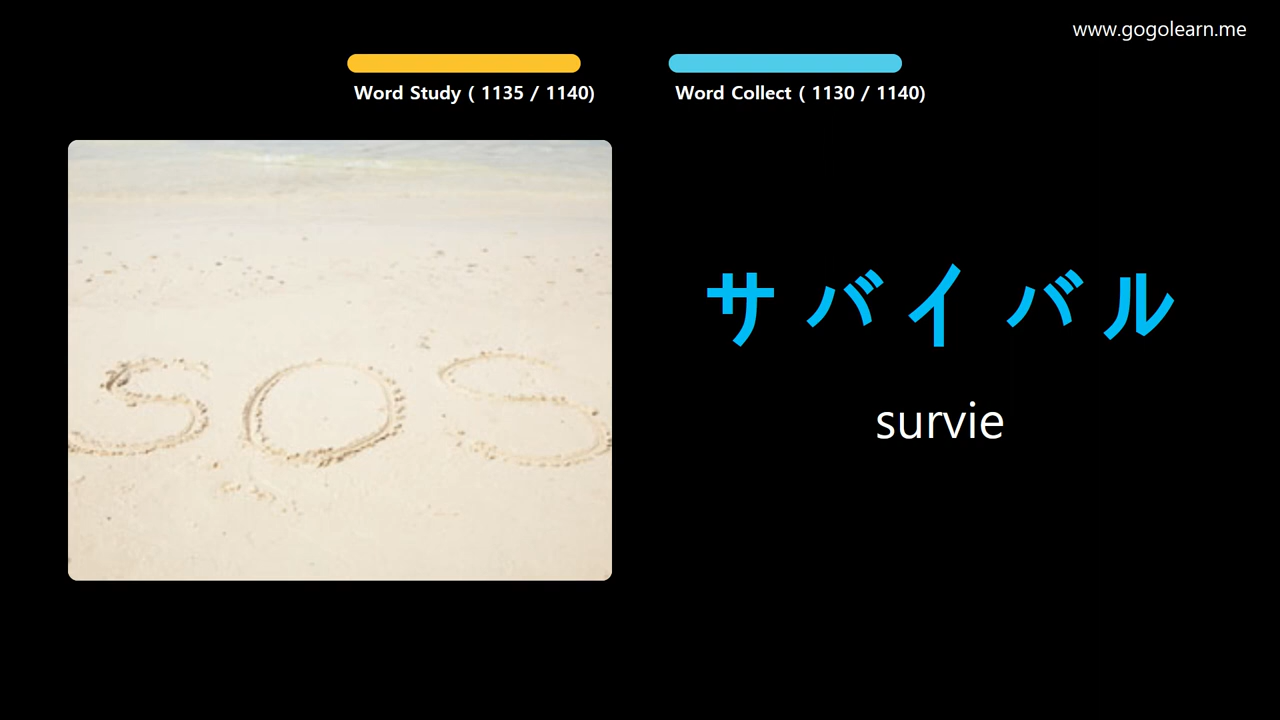 www.gogolearn.me
Word Study ( 1135 / 1140)
Word Collect ( 1130 / 1140)
SOS
サバイバル
survie